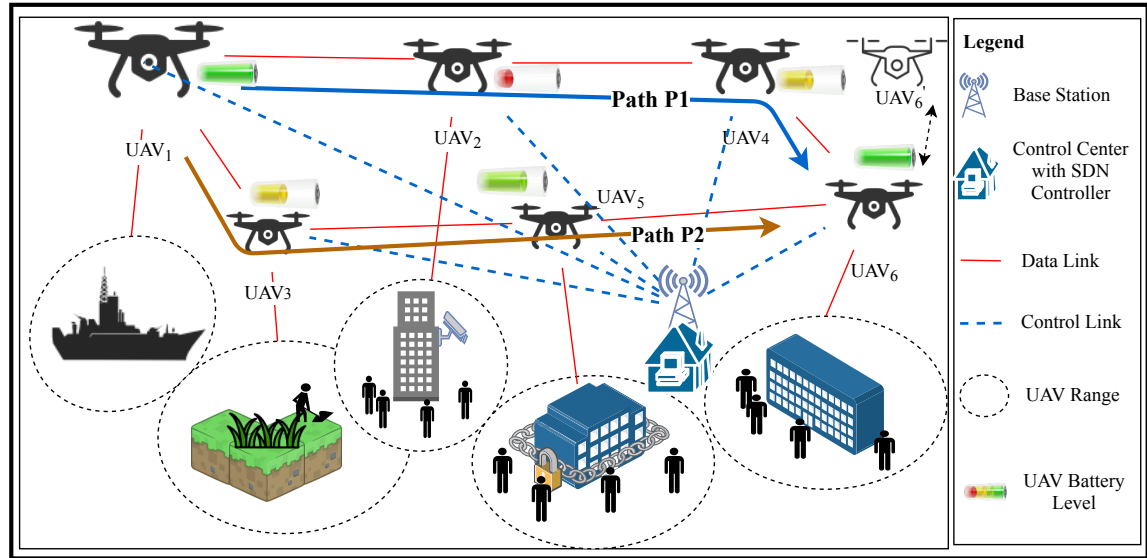 Path P1
UAV₆'
UAV₁
UAV₂
UAV4
UAV₅
Path P2
UAV3
UAV₆
Legend
Base Station
Control Center
with SDN
Controller
Data Link
Control Link
UAV Range
UAV Battery
Level